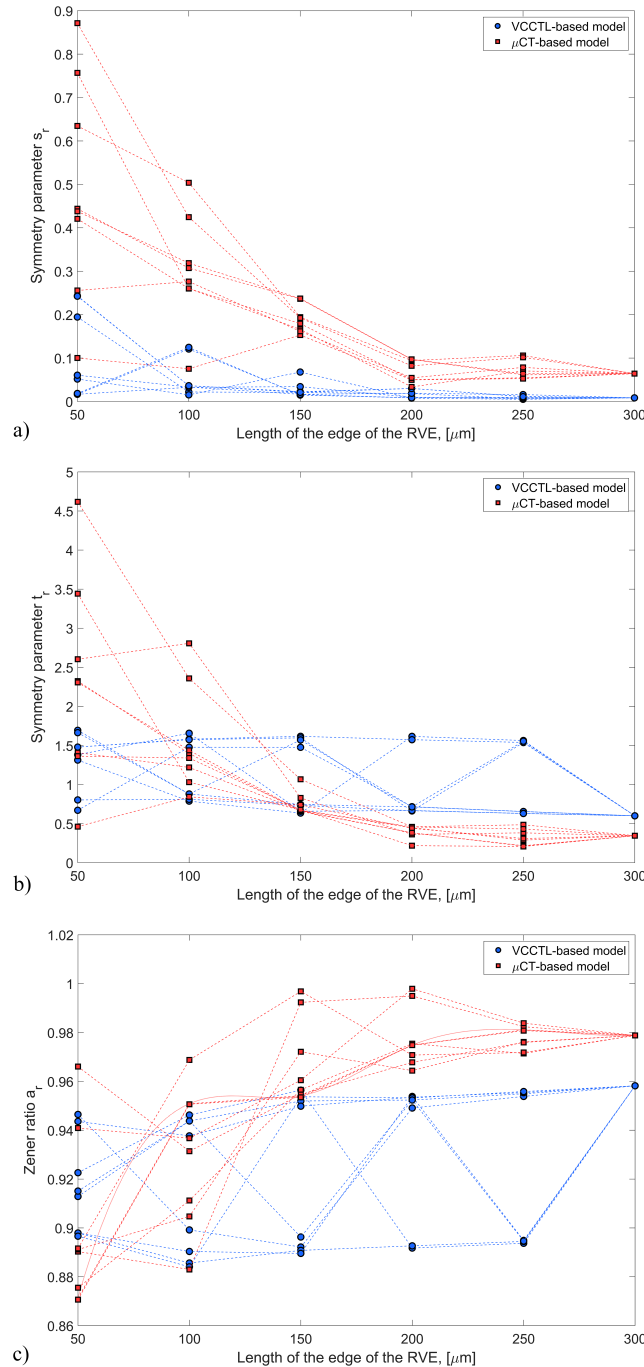 0.9
0.8
0.7
0.6
0.5
0.4
0.3
0.2
0.1
0
Symmetry parameter s_r
VCCTL-based model
μCT-based model
50 100 150 200 250 300
Length of the edge of the RVE, [μm]
a)
5
4.5
4
3.5
3
2.5
2
1.5
1
0.5
0
Symmetry parameter t_r
VCCTL-based model
μCT-based model
50 100 150 200 250 300
Length of the edge of the RVE, [μm]
b)
1.02
1
0.98
0.96
0.94
0.92
0.9
0.88
0.86
Zener ratio a_r
VCCTL-based model
μCT-based model
50 100 150 200 250 300
Length of the edge of the RVE, [μm]
c)